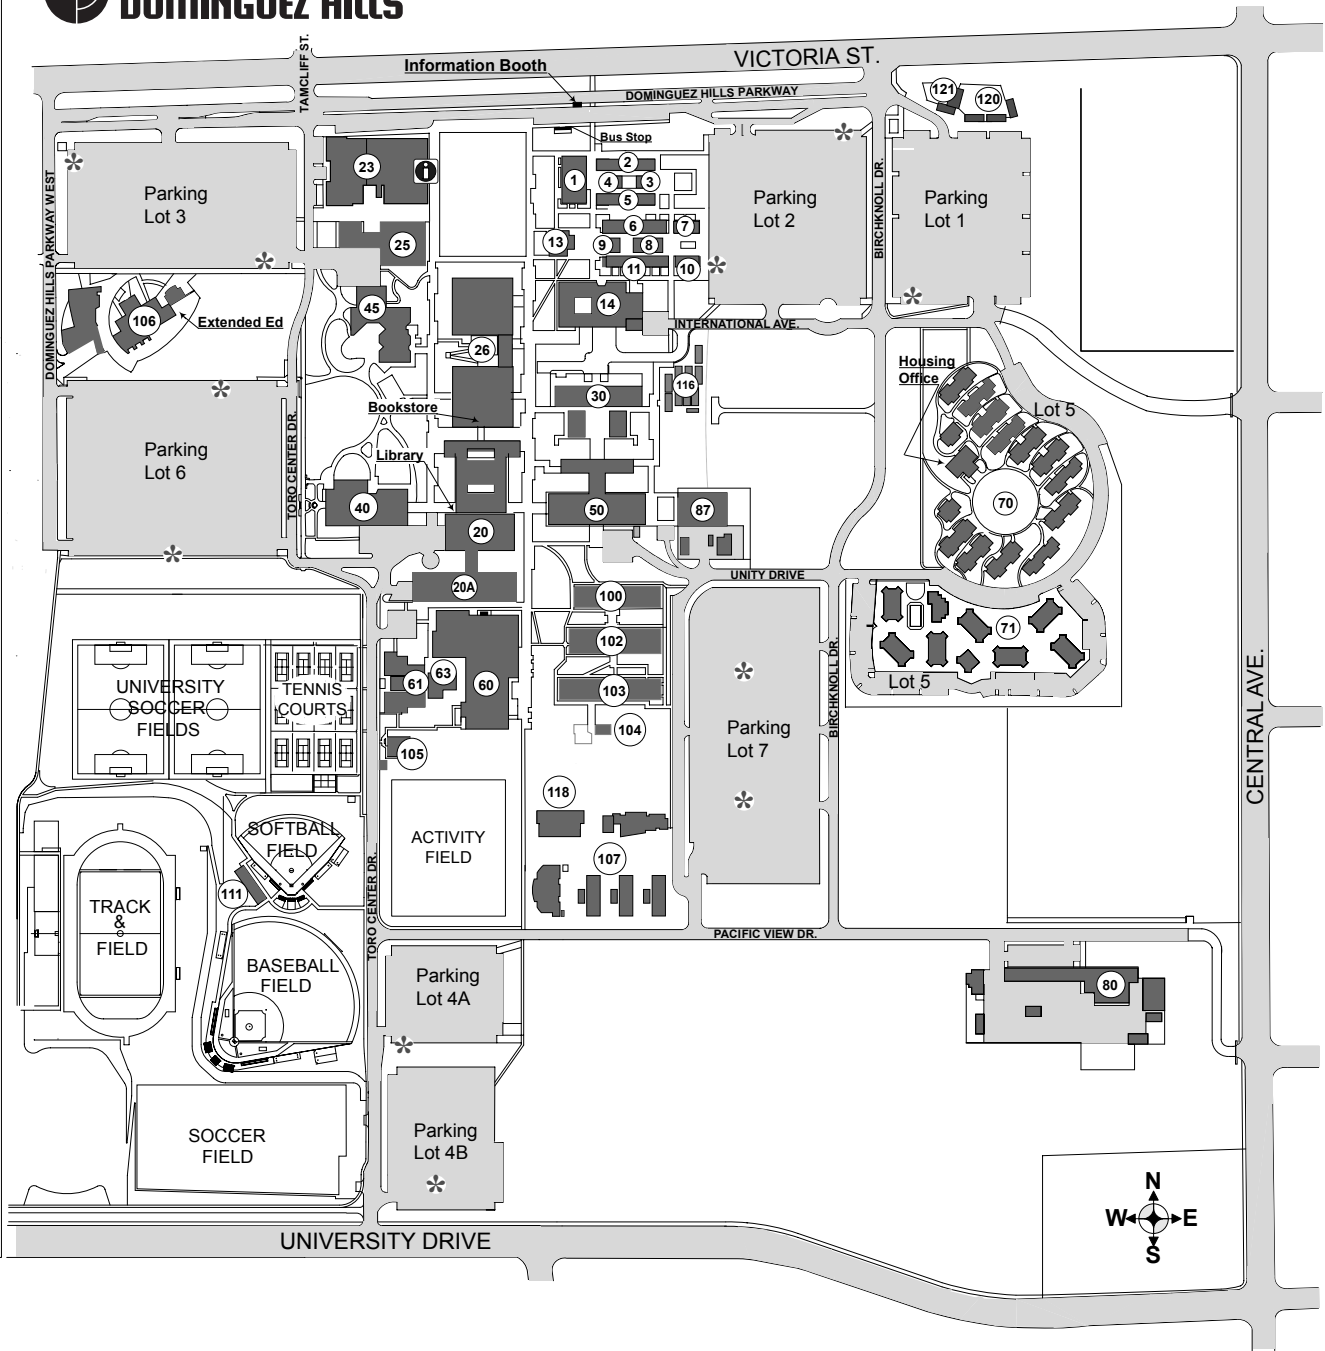 DOMINGUEZ HILLS
VICTORIA ST.
TAMCLIFF ST.
Information Booth
DOMINGUEZ HILLS PARKWAY
121
120
Bus Stop
23
i
1
2
4
3
5
6
7
13
9
8
11
10
25
Parking
Lot 3
Parking
Lot 2
BIRCHKNOLL DR.
Parking
Lot 1
DOMINGUEZ HILLS PARKWAY WEST
106
Extended Ed
45
14
INTERNATIONAL AVE.
26
Housing
Office
116
30
Bookstore
Lot 5
Parking
Lot 6
TORO CENTER DR.
Library
40
20
50
87
70
20A
UNITY DRIVE
100
102
71
103
Lot 5
UNIVERSITY
SOCCER
FIELDS
TENNIS
COURTS
61
63
60
104
105
Parking
Lot 7
BIRCHKNOLL DR.
CENTRAL AVE.
118
SOFTBALL
FIELD
ACTIVITY
FIELD
107
111
TRACK
&
FIELD
TORO CENTER DR.
PACIFIC VIEW DR.
BASEBALL
FIELD
Parking
Lot 4A
80
SOCCER
FIELD
Parking
Lot 4B
N
W E
S
UNIVERSITY DRIVE